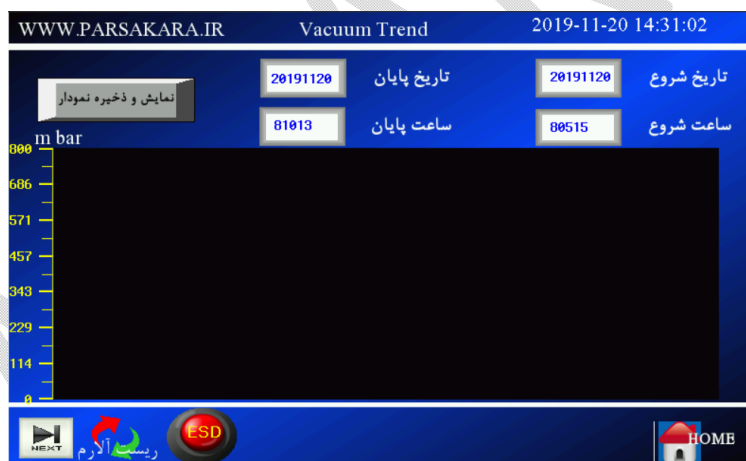 WWW.PARSAKARA.IR Vacuum Trend 2019-11-20 14:31:02
تاریخ شروع 20191120 تاریخ پایان 20191120
نمایش و ذخیره نمودار
ساعت شروع 80515 ساعت پایان 81013
m bar
800
686
571
457
343
229
114
0
NEXT ریست آلارم ESD HOME